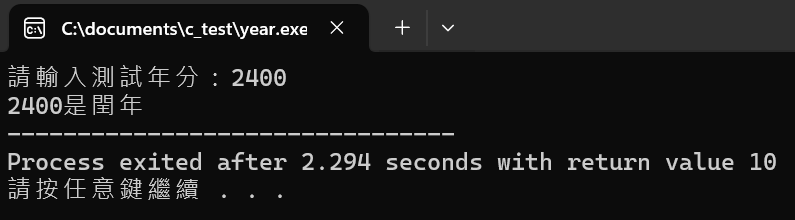 C:\documents\c_test\year.exe
請輸入測試年分：2400
2400是閏年
--------------------------------
Process exited after 2.294 seconds with return value 10
請按任意鍵繼續 . . .